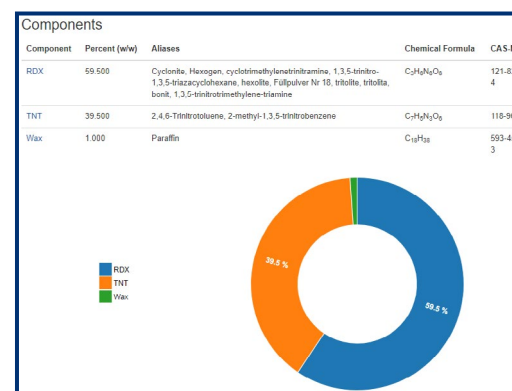 Components
Component Percent (w/w) Aliases Chemical Formula CAS-
RDX 59.500 Cyclonite, Hexogen, cyclotrimethylenetrinitramine, 1,3,5-trinitro- C₃H₆N₆O₆ 121-8
1,3,5-triazacyclohexane, hexolite, Füllpulver Nr 18, tritolite, tritolita, 4
bonit, 1,3,5-trinitrotrimethylene-triamine
TNT 39.500 2,4,6-Trinitrotoluene, 2-methyl-1,3,5-trinitrobenzene C₇H₅N₃O₆ 118-9
Wax 1.000 Paraffin C₁₈H₃₈ 593-4
3
39.5 %
RDX
TNT
Wax
59.5 %